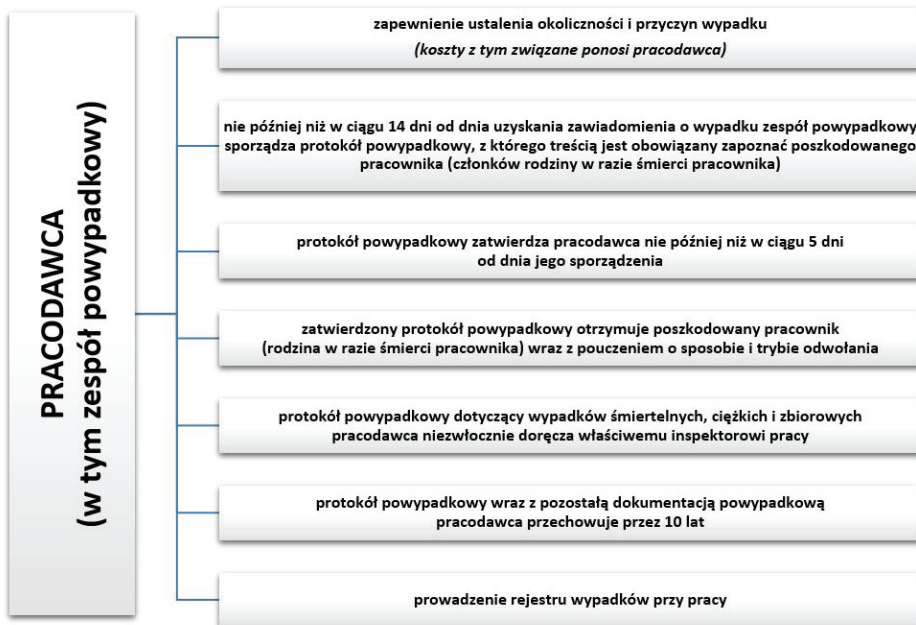 PRACODAWCA
(w tym zespół powypadkowy)
zapewnienie ustalenia okoliczności i przyczyn wypadku
(koszty z tym związane ponosi pracodawca)
nie później niż w ciągu 14 dni od dnia uzyskania zawiadomienia o wypadku zespół powypadkowy
sporządza protokół powypadkowy, z którego treścią jest obowiązany zapoznać poszkodowanego
pracownika (członków rodziny w razie śmierci pracownika)
protokół powypadkowy zatwierdza pracodawca nie później niż w ciągu 5 dni
od dnia jego sporządzenia
zatwierdzony protokół powypadkowy otrzymuje poszkodowany pracownik
(rodzina w razie śmierci pracownika) wraz z pouczeniem o sposobie i trybie odwołania
protokół powypadkowy dotyczący wypadków śmiertelnych, ciężkich i zbiorowych
pracodawca niezwłocznie doręcza właściwemu inspektorowi pracy
protokół powypadkowy wraz z pozostałą dokumentacją powypadkową
pracodawca przechowuje przez 10 lat
prowadzenie rejestru wypadków przy pracy